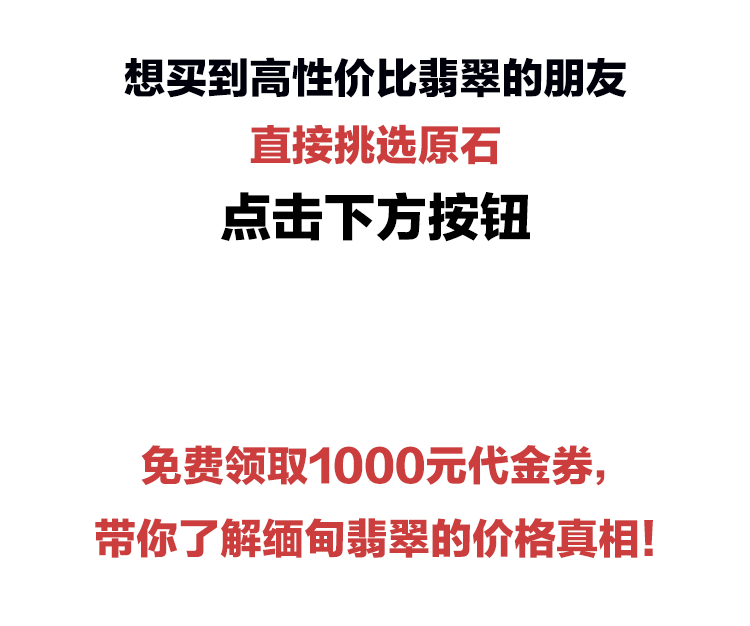 想买到高性价比翡翠的朋友
直接挑选原石
点击下方按钮
免费领取1000元代金券,
带你了解缅甸翡翠的价格真相!